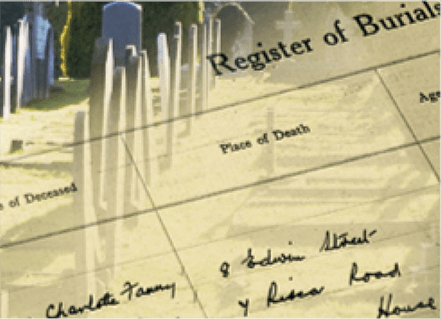 Register of Burials
Place of Death
Age
e of Deceased
Charlotte Fanny
8 Edwin Street
4 Risca Road
House